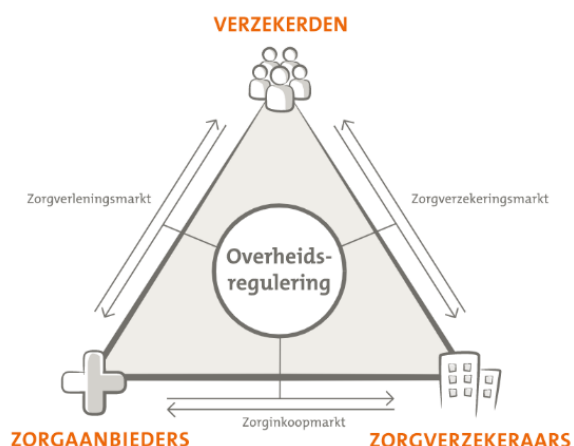 VERZEKERDEN
Zorgverleningsmarkt
Zorgverzekeringsmarkt
Overheids-
regulering
Zorginkoopmarkt
ZORGAANBIEDERS
ZORGVERZEKERAARS